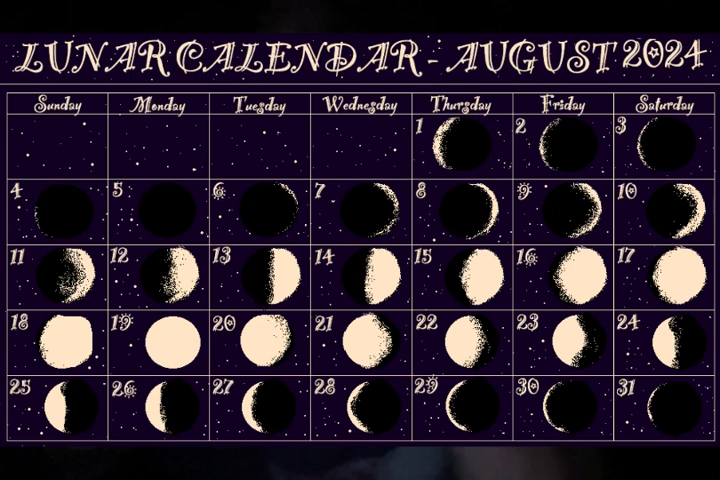 LUNAR CALENDAR - AUGUST 2024
Sunday Monday Tuesday Wednesday Thursday Friday Saturday
1 2 3
4 5 6 7 8 9 10
11 12 13 14 15 16 17
18 19 20 21 22 23 24
25 26 27 28 29 30 31